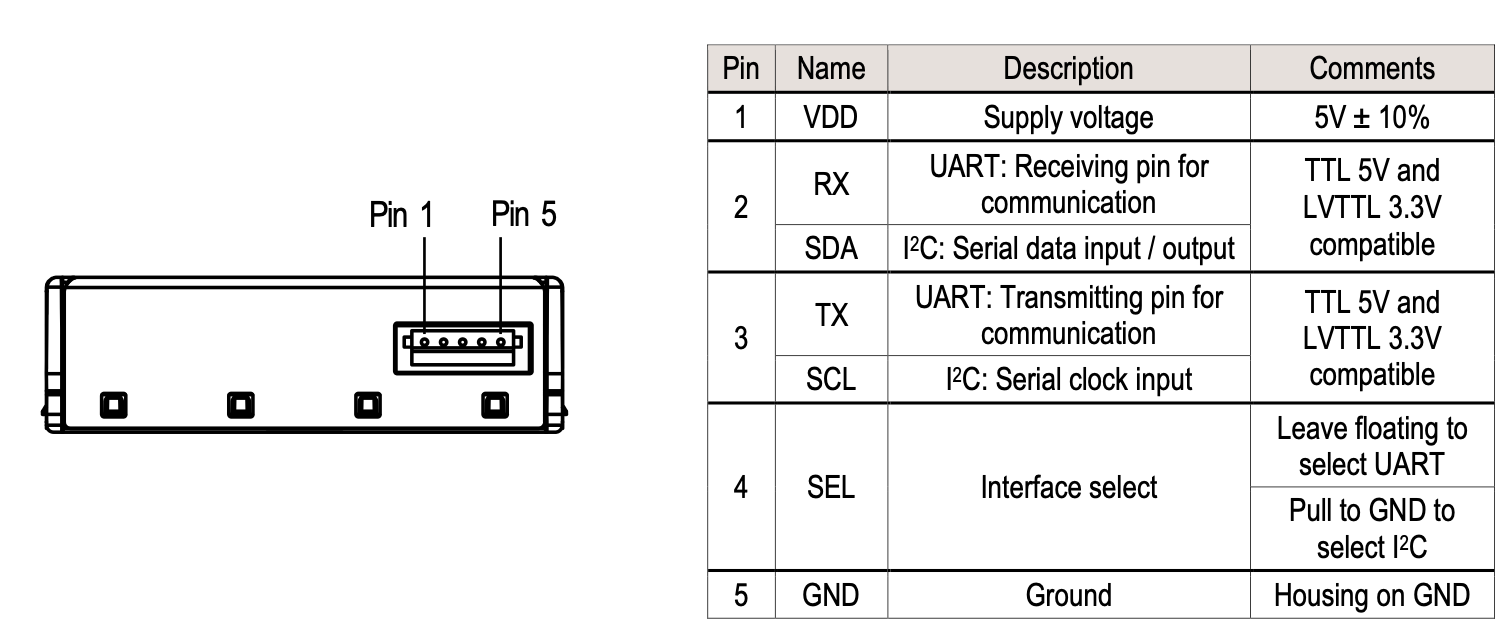 Pin 1 Pin 5
Pin Name Description Comments
1 VDD Supply voltage 5V ± 10%
2
RX
UART: Receiving pin for
communication
SDA
I²C: Serial data input / output
TTL 5V and
LVTTL 3.3V
compatible
3
TX
UART: Transmitting pin for
communication
SCL
I²C: Serial clock input
TTL 5V and
LVTTL 3.3V
compatible
4
SEL
Interface select
Leave floating to
select UART
Pull to GND to
select I²C
5 GND Ground Housing on GND